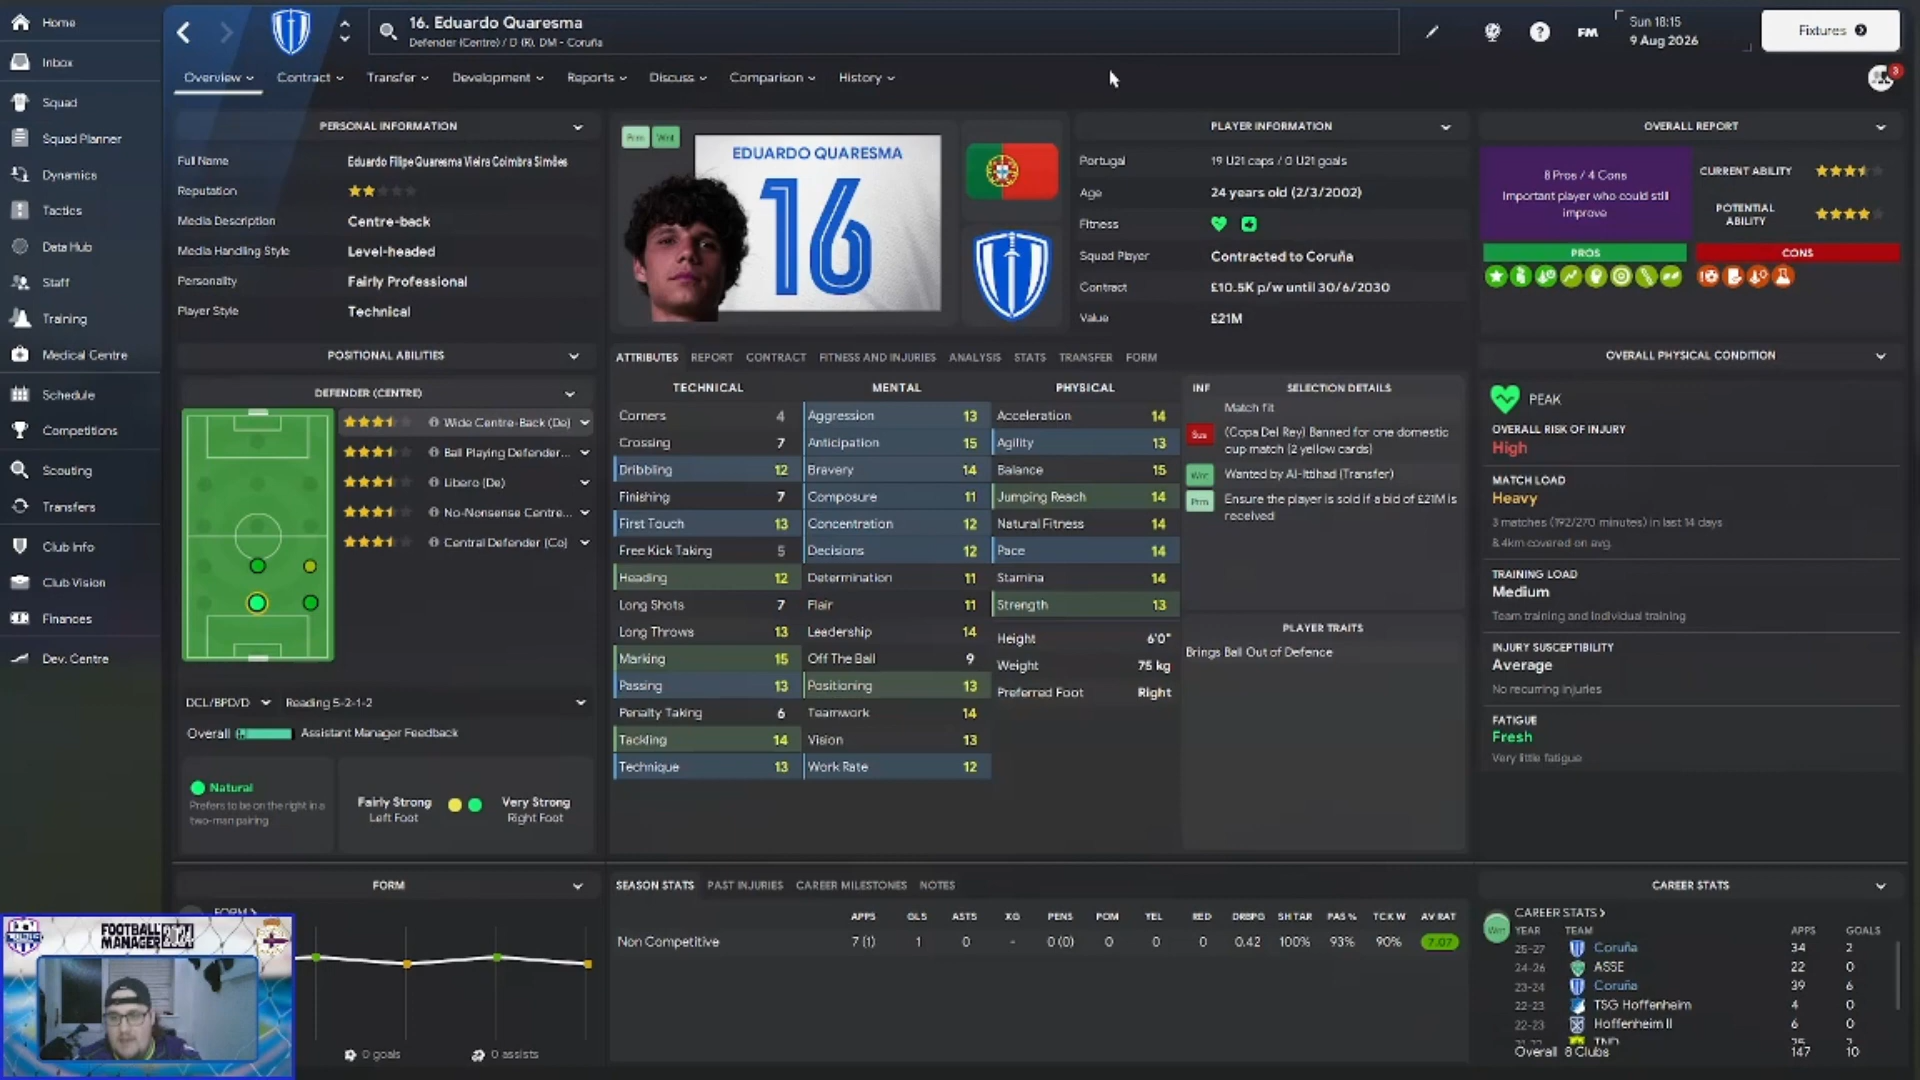 Home
Inbox
Squad
Squad Planner
Dynamics
Tactics
Data Hub
Staff
Training
Medical Centre
Schedule
Competitions
Scouting
Transfers
Club Info
Club Vision
Finances
Dev. Centre
16. Eduardo Quaresma
Defender (Centre) / D (R), DM - Coruña
FM
Sun 18:15
9 Aug 2026
Fixtures
Overview
Contract
Transfer
Development
Reports
Discuss
Comparison
History
3
PERSONAL INFORMATION
Full Name Eduardo Filipe Quaresma Vieira Coimbra Simões
Reputation
Media Description Centre-back
Media Handling Style Level-headed
Personality Fairly Professional
Player Style Technical
POSITIONAL ABILITIES
DEFENDER (CENTRE)
Wide Centre-Back (De)
Ball Playing Defender...
Libero (De)
No-Nonsense Centre...
Central Defender (Co)
DCL/BPD/D Reading 5-2-1-2
Overall Assistant Manager Feedback
Natural
Prefers to be on the right in a
two-man pairing
Fairly Strong
Left Foot
Very Strong
Right Foot
Prm Wnt
EDUARDO QUARESMA
16
PLAYER INFORMATION
Portugal 19 U21 caps / 0 U21 goals
Age 24 years old (2/3/2002)
Fitness
Squad Player Contracted to Coruña
Contract £10.5K p/w until 30/6/2030
Value £21M
OVERALL REPORT
8 Pros / 4 Cons
Important player who could still
improve
CURRENT ABILITY
POTENTIAL
ABILITY
PROS
CONS
ATTRIBUTES REPORT CONTRACT FITNESS AND INJURIES ANALYSIS STATS TRANSFER FORM
TECHNICAL
Corners 4
Crossing 7
Dribbling 12
Finishing 7
First Touch 13
Free Kick Taking 5
Heading 12
Long Shots 7
Long Throws 13
Marking 15
Passing 13
Penalty Taking 6
Tackling 14
Technique 13
MENTAL
Aggression 13
Anticipation 15
Bravery 14
Composure 11
Concentration 12
Decisions 12
Determination 11
Flair 11
Leadership 14
Off The Ball 9
Positioning 13
Teamwork 14
Vision 13
Work Rate 12
PHYSICAL
Acceleration 14
Agility 13
Balance 15
Jumping Reach 14
Natural Fitness 14
Pace 14
Stamina 14
Strength 13
Height 6'0"
Weight 75 kg
Preferred Foot Right
INF SELECTION DETAILS
Match fit
Sus (Copa Del Rey) Banned for one domestic
cup match (2 yellow cards)
Wnt Wanted by Al-Ittihad (Transfer)
Prm Ensure the player is sold if a bid of £21M is
received
PLAYER TRAITS
Brings Ball Out of Defence
OVERALL PHYSICAL CONDITION
PEAK
OVERALL RISK OF INJURY
High
MATCH LOAD
Heavy
3 matches (192/270 minutes) in last 14 days
8.4km covered on avg.
TRAINING LOAD
Medium
Team training and Individual training
INJURY SUSCEPTIBILITY
Average
No recurring injuries
FATIGUE
Fresh
Very little fatigue
FORM
FORM
0 goals
0 assists
FOOTBALL
MANAGER 2024
SEASON STATS PAST INJURIES CAREER MILESTONES NOTES
APPS GLS ASTS XG PENS POM YEL RED DRBPG SH TAR PAS % TCK W AV RAT
Non Competitive 7 (1) 1 0 - 0 (0) 0 0 0 0.42 100% 93% 90% 7.07
CAREER STATS
Wnt
CAREER STATS
YEAR TEAM APPS GOALS
25-27 Coruña 34 2
24-26 ASSE 22 0
23-24 Coruña 39 6
22-23 TSG Hoffenheim 4 0
22-23 Hoffenheim II 6 0
Overall 8 Clubs 147 10